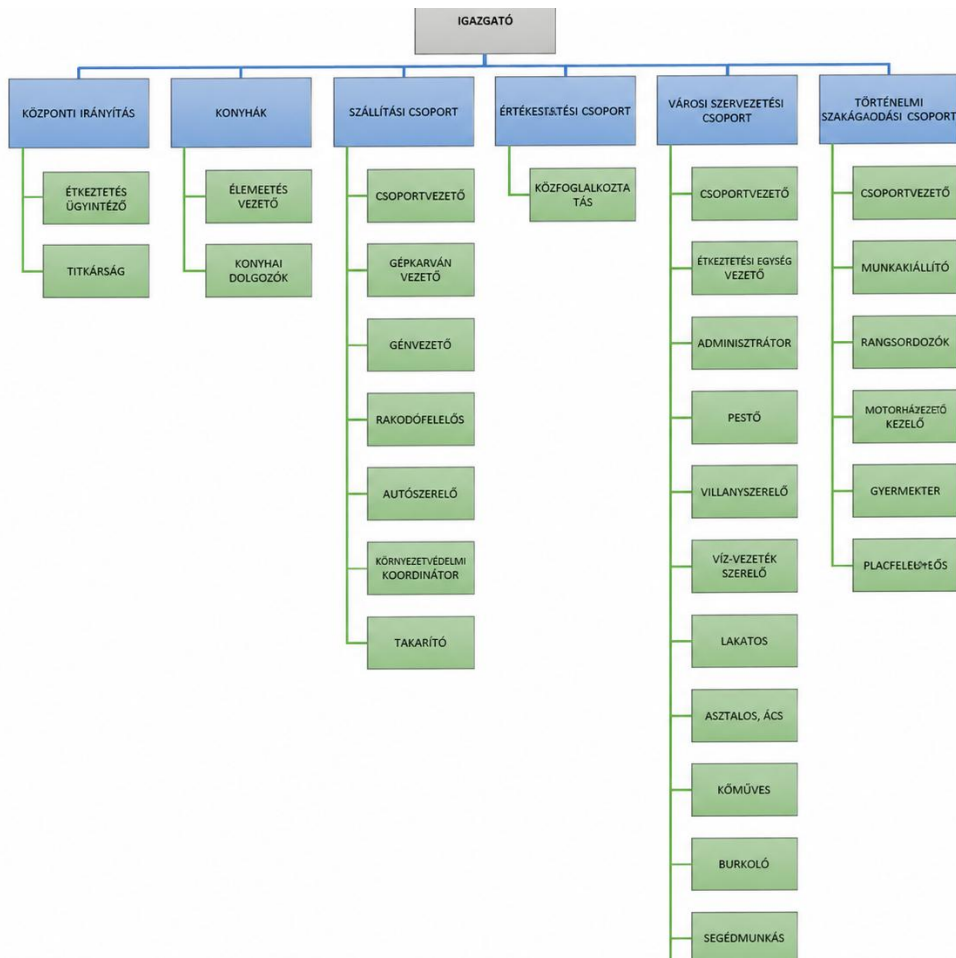 IGAZGATÓ
KÖZPONTI IRÁNYÍTÁS
KONYHÁK
SZÁLLÍTÁSI CSOPORT
CSOPORT
VÁROSI SZERVEZETÉSI
CSOPORT
TÖRTÉNELMI
SZAKÁGAODÁSI CSOPORT
ÉTKEZTETÉS
ÜGYINTÉZŐ
TITKÁRSÁG
ÉLEMEETÉS
VEZETŐ
KONYHAI
DOLGOZÓK
CSOPORTVEZETŐ
GÉPKARVÁN
VEZETŐ
GÉNVEZETŐ
RAKODÓFELELŐS
AUTÓSZERELŐ
KÖRNYEZETVÉDELMI
KOORDINÁTOR
TAKARÍTÓ
KÖZFOGLALKOZTA
TÁS
CSOPORTVEZETŐ
ÉTKEZTETÉSI EGYSÉG
VEZETŐ
ADMINISZTRÁTOR
PESTŐ
VILLANYSZERELŐ
VÍZ-VEZETÉK
SZERELŐ
LAKATOS
ASZTALOS, ÁCS
KŐMŰVES
BURKOLÓ
SEGÉDMUNKÁS
CSOPORTVEZETŐ
MUNKAKIÁLLÍTÓ
RANGSORDOZÓK
KEZELŐ
GYERMEKTER